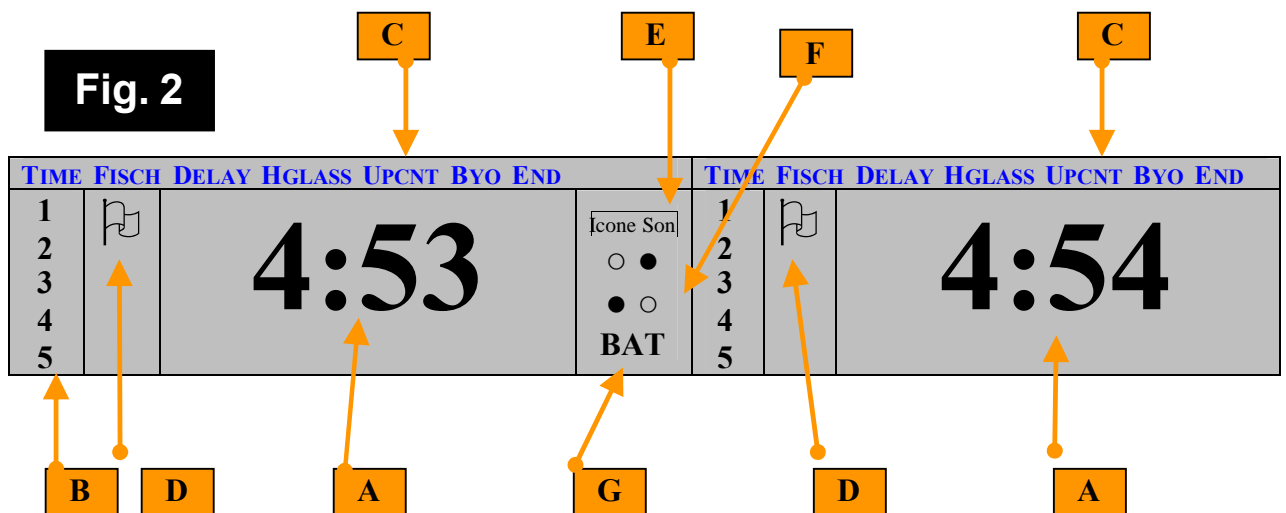 C E C
F
Fig. 2
TIME FISCH DELAY HGLASS UPCNT BYO END TIME FISCH DELAY HGLASS UPCNT BYO END
1 Icone Son 1
4:53 4:54
2 2
3 3
4 4
BAT
5 5
B D A G D A